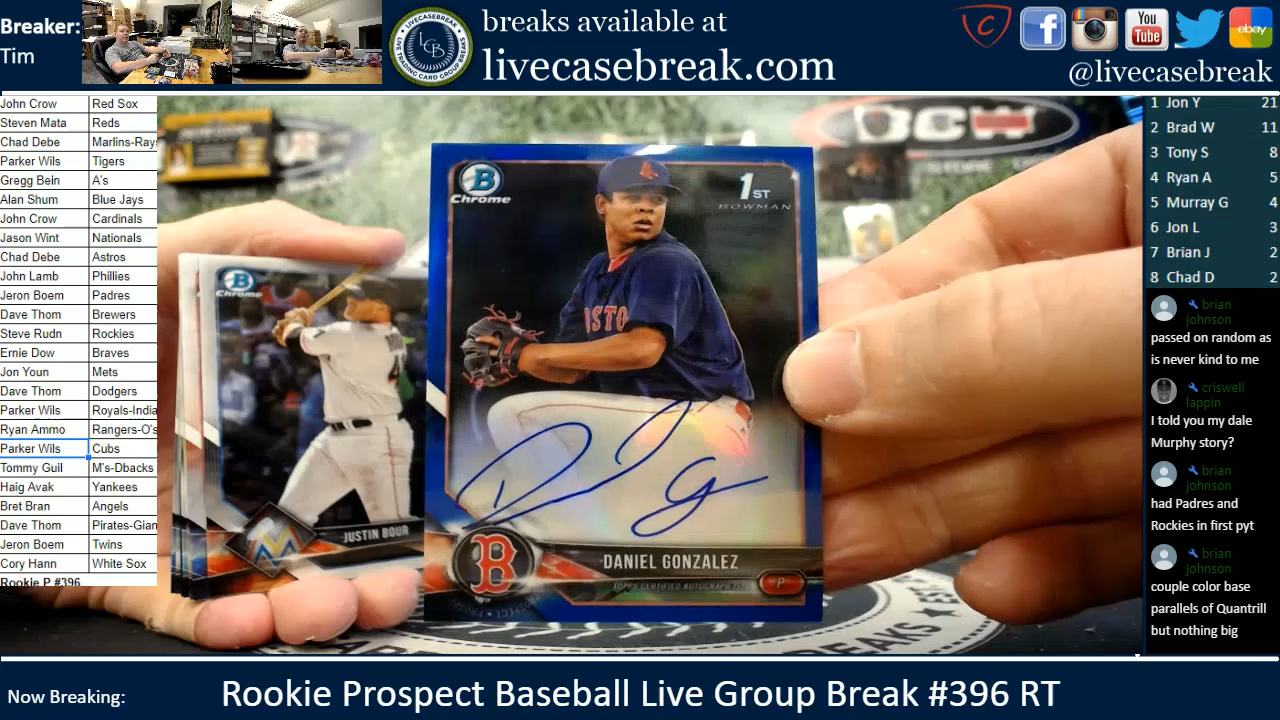 Breaker:
Tim
LCB
LIVECASEBREAK
breaks available at
livecasebreak.com
You
Tube
ebay
@livecasebreak
John Crow Red Sox
Steven Mata Reds
Chad Debe Marlins-Rays
Parker Wils Tigers
Gregg Bein A's
Alan Shum Blue Jays
John Crow Cardinals
Jason Wint Nationals
Chad Debe Astros
John Lamb Phillies
Jeron Boem Padres
Dave Thom Brewers
Steve Rudn Rockies
Ernie Dow Braves
Jon Youn Mets
Dave Thom Dodgers
Parker Wils Royals-India
Ryan Ammo Rangers-O's
Parker Wils Cubs
Tommy Guil M's-Dbacks
Haig Avak Yankees
Bret Bran Angels
Dave Thom Pirates-Gian
Jeron Boem Twins
Cory Hann White Sox
Rookie P #396
BCW
B
Chrome
JUSTIN BOUR
B
Chrome
1ST
BOWMAN
B
DANIEL GONZALEZ
TOPPS CERTIFIED AUTOGRAPH ISSUE
P
BREAKS
1 Jon Y 21
2 Brad W 11
3 Tony S 8
4 Ryan A 5
5 Murray G 4
6 Jon L 3
7 Brian J 2
8 Chad D 2
brian
johnson
passed on random as
is never kind to me
criswell
lappin
I told you my dale
Murphy story?
brian
johnson
had Padres and
Rockies in first pyt
brian
johnson
couple color base
parallels of Quantrill
but nothing big
Now Breaking:
Rookie Prospect Baseball Live Group Break #396 RT